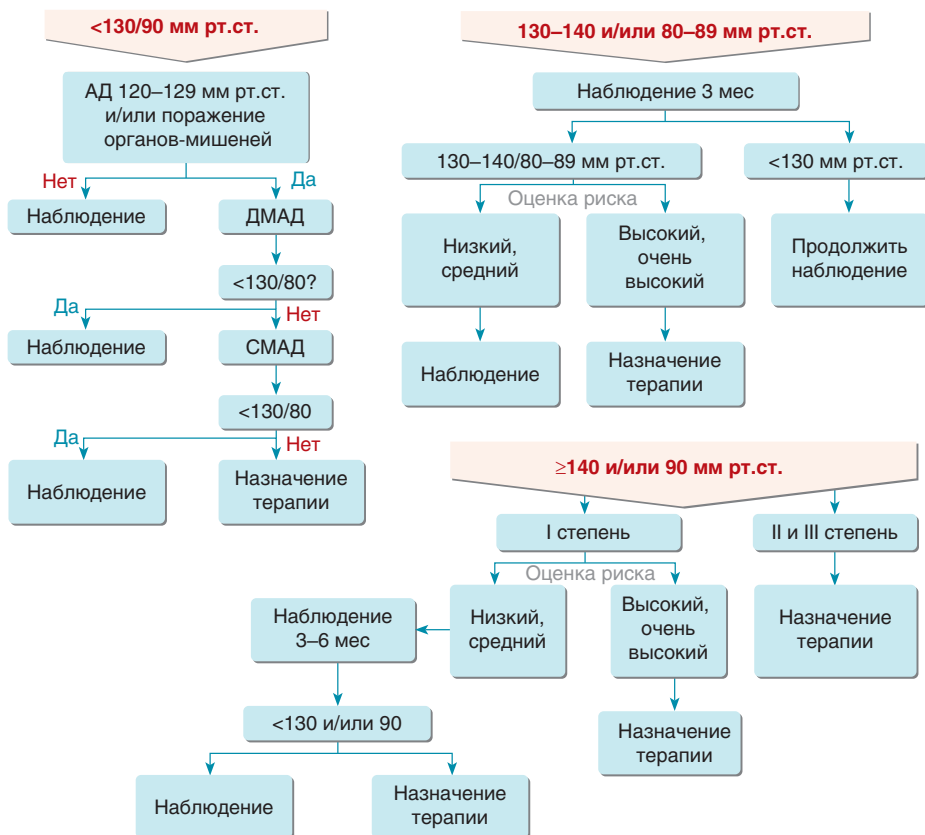 <130/90 мм рт.ст.
АД 120–129 мм рт.ст.
и/или поражение
органов-мишеней
Нет
Да
Наблюдение
ДМАД
<130/80?
Да
Нет
Наблюдение
СМАД
<130/80
Да
Нет
Наблюдение
Назначение
терапии
130–140 и/или 80–89 мм рт.ст.
Наблюдение 3 мес
130–140/80–89 мм рт.ст.
<130 мм рт.ст.
Оценка риска
Низкий,
средний
Высокий,
очень
высокий
Продолжить
наблюдение
Наблюдение
Назначение
терапии
≥140 и/или 90 мм рт.ст.
I степень
II и III степень
Оценка риска
Наблюдение
3–6 мес
Низкий,
средний
Высокий,
очень
высокий
Назначение
терапии
<130 и/или 90
Назначение
терапии
Наблюдение
Назначение
терапии